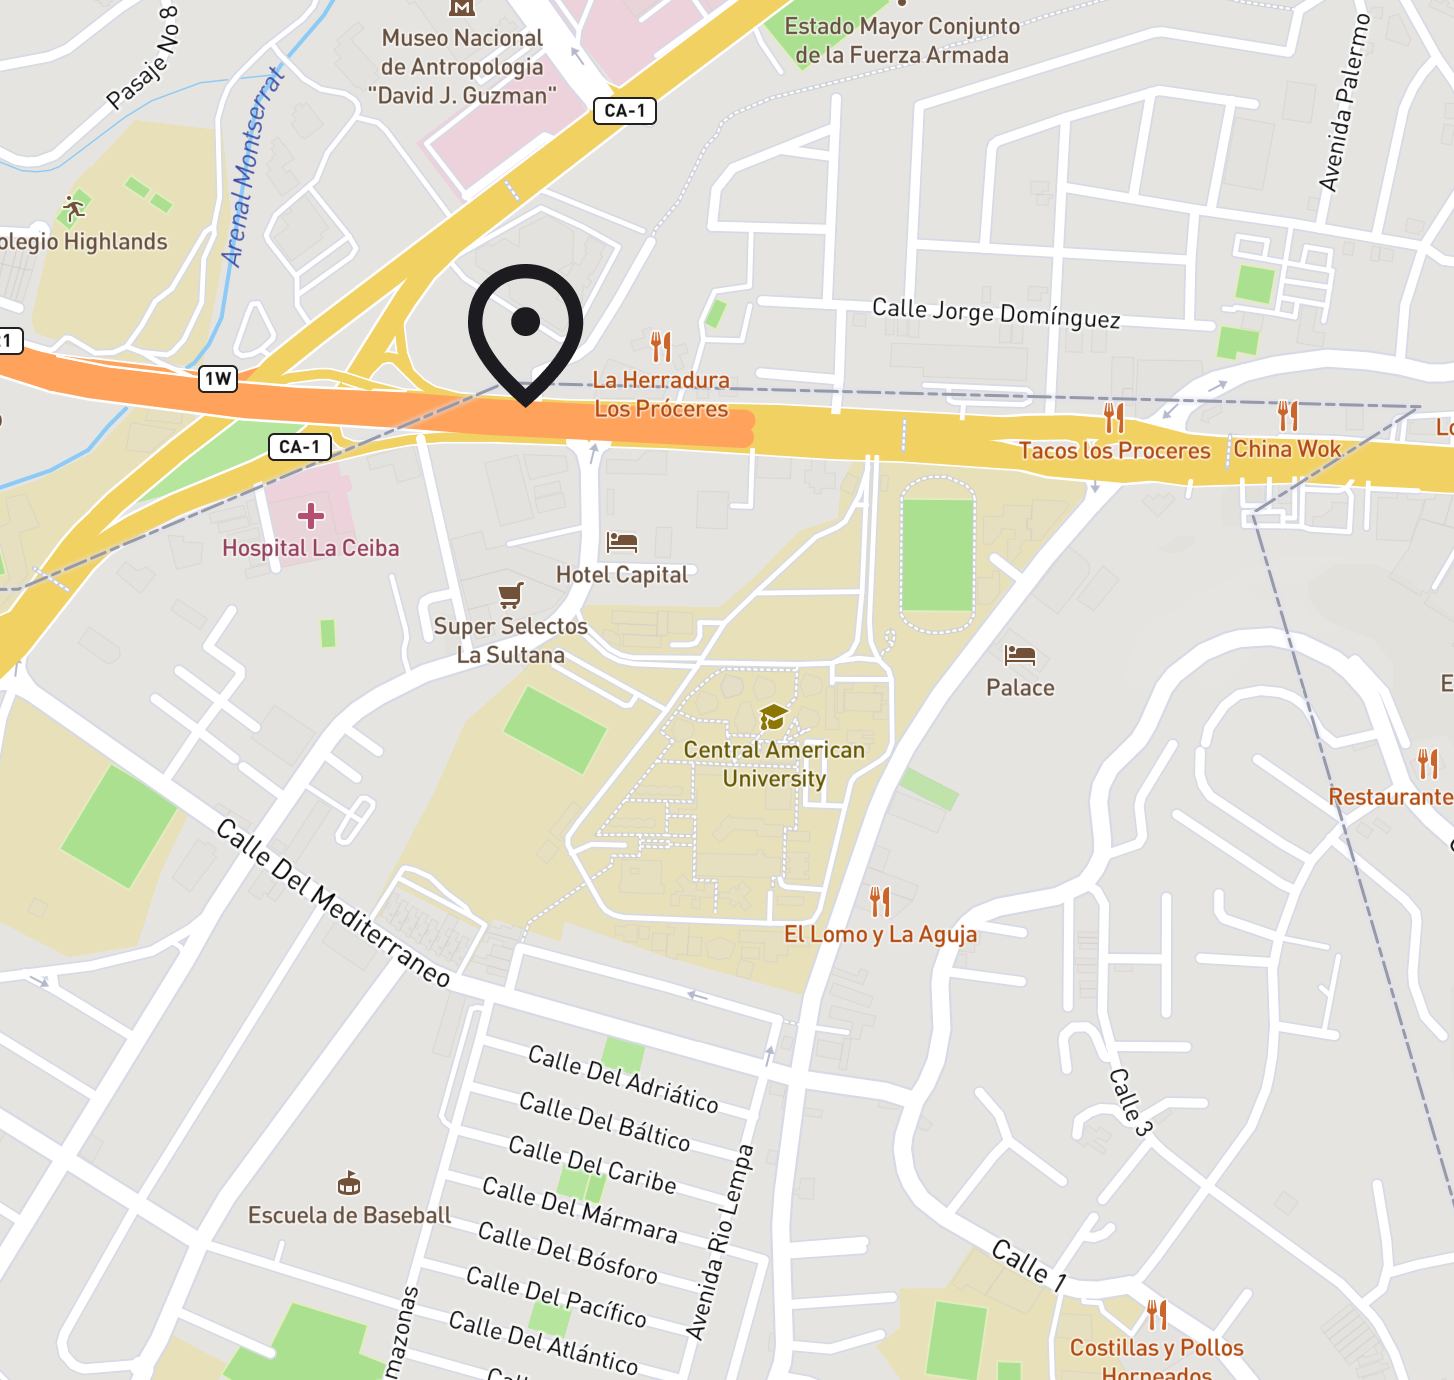 Pasaje No 8
Museo Nacional
de Antropologia
"David J. Guzman"
Estado Mayor Conjunto
de la Fuerza Armada
CA-1
Avenida Palermo
Arenal Montserrat
olegio Highlands
Calle Jorge Domínguez
21
1W
La Herradura
Los Próceres
CA-1
Tacos los Proceres
China Wok
Lo
Hospital La Ceiba
Hotel Capital
Super Selectos
La Sultana
Palace
E
Central American
University
Restaurante
Calle Del Mediterraneo
El Lomo y La Aguja
Calle Del Adriático
Calle Del Báltico
Calle 3
Calle Del Caribe
Calle Del Mármara
Escuela de Baseball
Calle Del Bósforo
Avenida Rio Lempa
Calle 1
Calle Del Pacífico
Calle Del Atlántico
mazonas
Costillas y Pollos
Horneados